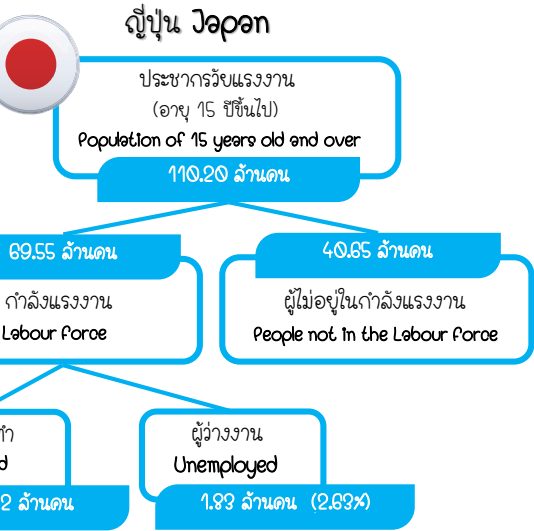 ญี่ปุ่น Japan
ประชากรวัยแรงงาน
(อายุ 15 ปีขึ้นไป)
Population of 15 years old and over
110.20 ล้านคน
69.55 ล้านคน
40.65 ล้านคน
กำลังแรงงาน
Labour force
ผู้ไม่อยู่ในกำลังแรงงาน
People not in the Labour force
ผู้ว่างงาน
Unemployed
2 ล้านคน
1.83 ล้านคน (2.63%)